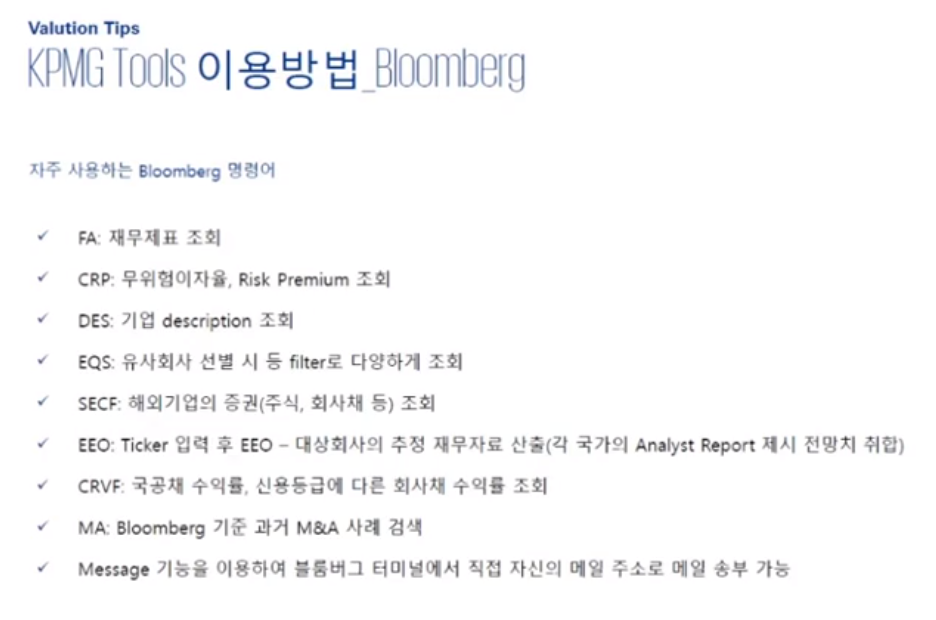 Valution Tips
KPMG Tools 이용방법_Bloomberg
자주 사용하는 Bloomberg 명령어
✓ FA: 재무제표 조회
✓ CRP: 무위험이자율, Risk Premium 조회
✓ DES: 기업 description 조회
✓ EQS: 유사회사 선별 시 등 filter로 다양하게 조회
✓ SECF: 해외기업의 증권(주식, 회사채 등) 조회
✓ EEO: Ticker 입력 후 EEO – 대상회사의 추정 재무자료 산출(각 국가의 Analyst Report 제시 전망치 취합)
✓ CRVF: 국공채 수익률, 신용등급에 다른 회사채 수익률 조회
✓ MA: Bloomberg 기준 과거 M&A 사례 검색
✓ Message 기능을 이용하여 블룸버그 터미널에서 직접 자신의 메일 주소로 메일 송부 가능